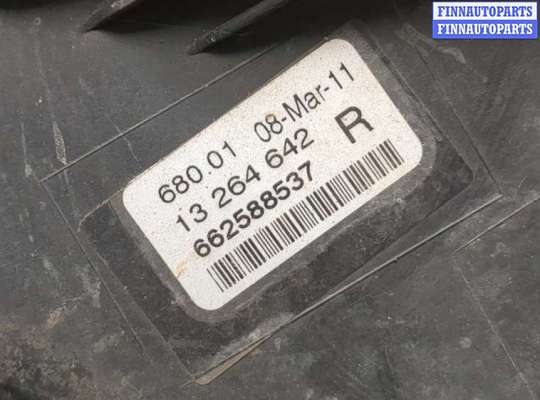 FINNAUTOPARTS
FINNAUTOPARTS
680.01 08-Mar-11
13 264 642 R
662588537